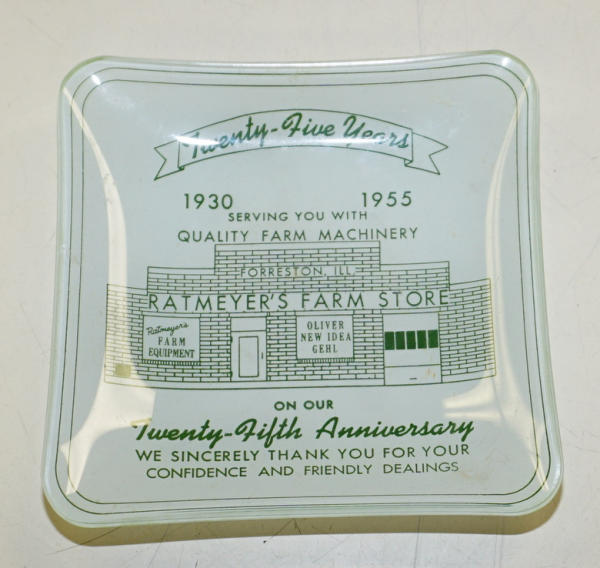 Twenty-Five Years
1930 1955
SERVING YOU WITH
QUALITY FARM MACHINERY
FORRESTON, ILL.
RATMEYER'S FARM STORE
Ratmeyer's
FARM
EQUIPMENT
OLIVER
NEW IDEA
GEHL
ON OUR
Twenty-Fifth Anniversary
WE SINCERELY THANK YOU FOR YOUR
CONFIDENCE AND FRIENDLY DEALINGS